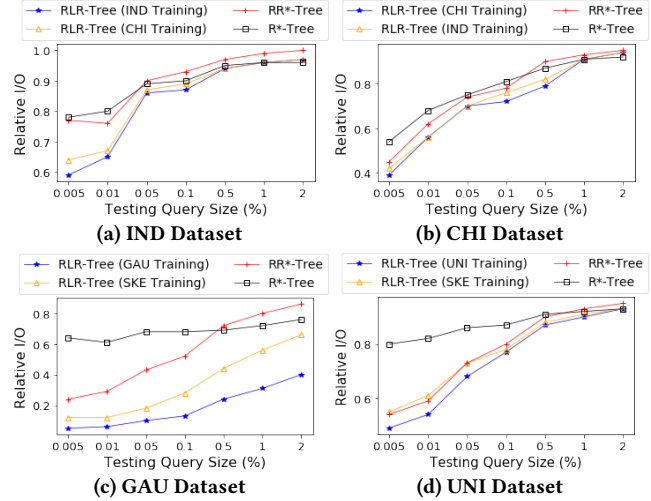 RLR-Tree (IND Training) RR*-Tree
RLR-Tree (CHI Training) R*-Tree
Relative I/O
1.0
0.9
0.8
0.7
0.6
0.005 0.01 0.05 0.1 0.5 1 2
Testing Query Size (%)
(a) IND Dataset
RLR-Tree (CHI Training) RR*-Tree
RLR-Tree (IND Training) R*-Tree
Relative I/O
0.8
0.6
0.4
0.005 0.01 0.05 0.1 0.5 1 2
Testing Query Size (%)
(b) CHI Dataset
RLR-Tree (GAU Training) RR*-Tree
RLR-Tree (SKE Training) R*-Tree
Relative I/O
0.8
0.6
0.4
0.2
0.005 0.01 0.05 0.1 0.5 1 2
Testing Query Size (%)
(c) GAU Dataset
RLR-Tree (UNI Training) RR*-Tree
RLR-Tree (SKE Training) R*-Tree
Relative I/O
0.8
0.6
0.005 0.01 0.05 0.1 0.5 1 2
Testing Query Size (%)
(d) UNI Dataset